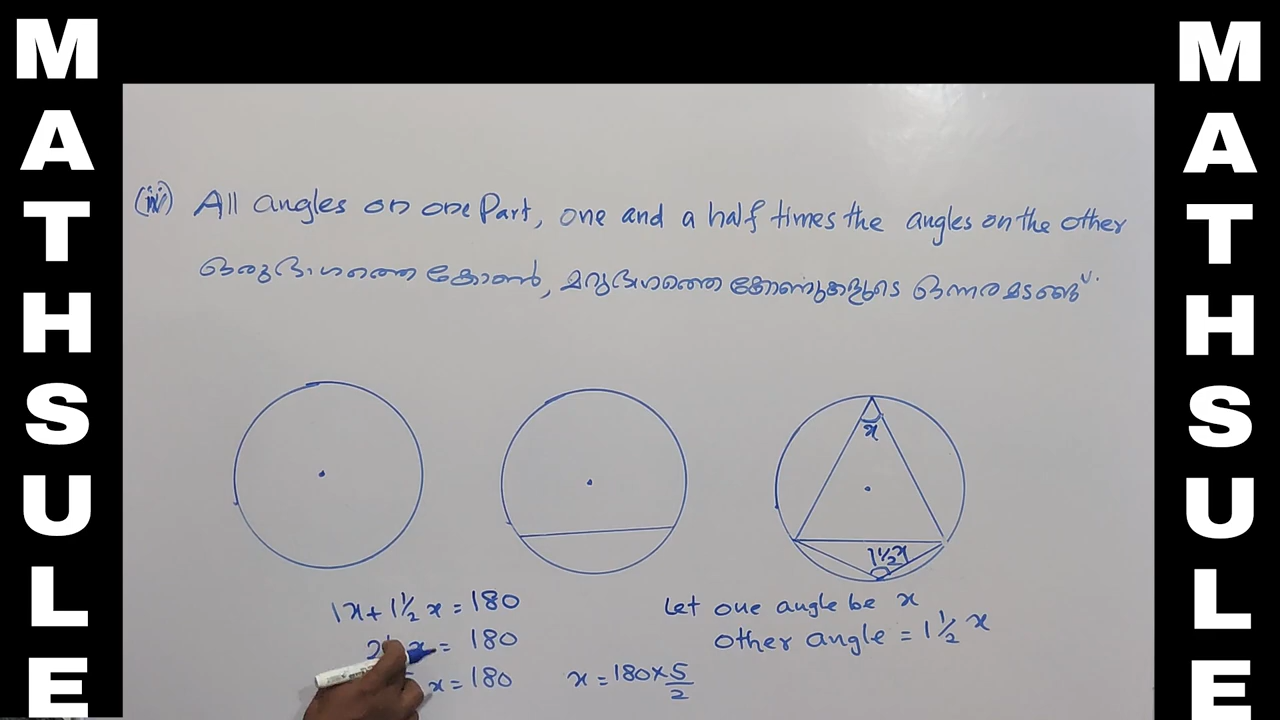 MATHSULE
(iv) All angles on one Part, one and a half times the angles on the other
ഒരുഭാഗത്തെ കോൺ, മറുഭാഗത്തെ കോണുകളുടെ ഒന്നര മടങ്ങ്.
x
1½x
1x + 1½ x = 180
Let one angle be x
x = 180
other angle = 1½ x
x = 180
x = 180 × 5/2
MATHSULE